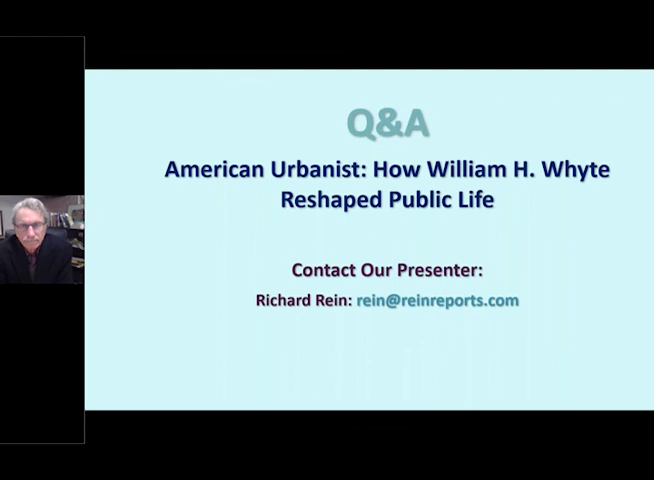 Q&A
American Urbanist: How William H. Whyte
Reshaped Public Life
Contact Our Presenter:
Richard Rein: rein@reinreports.com